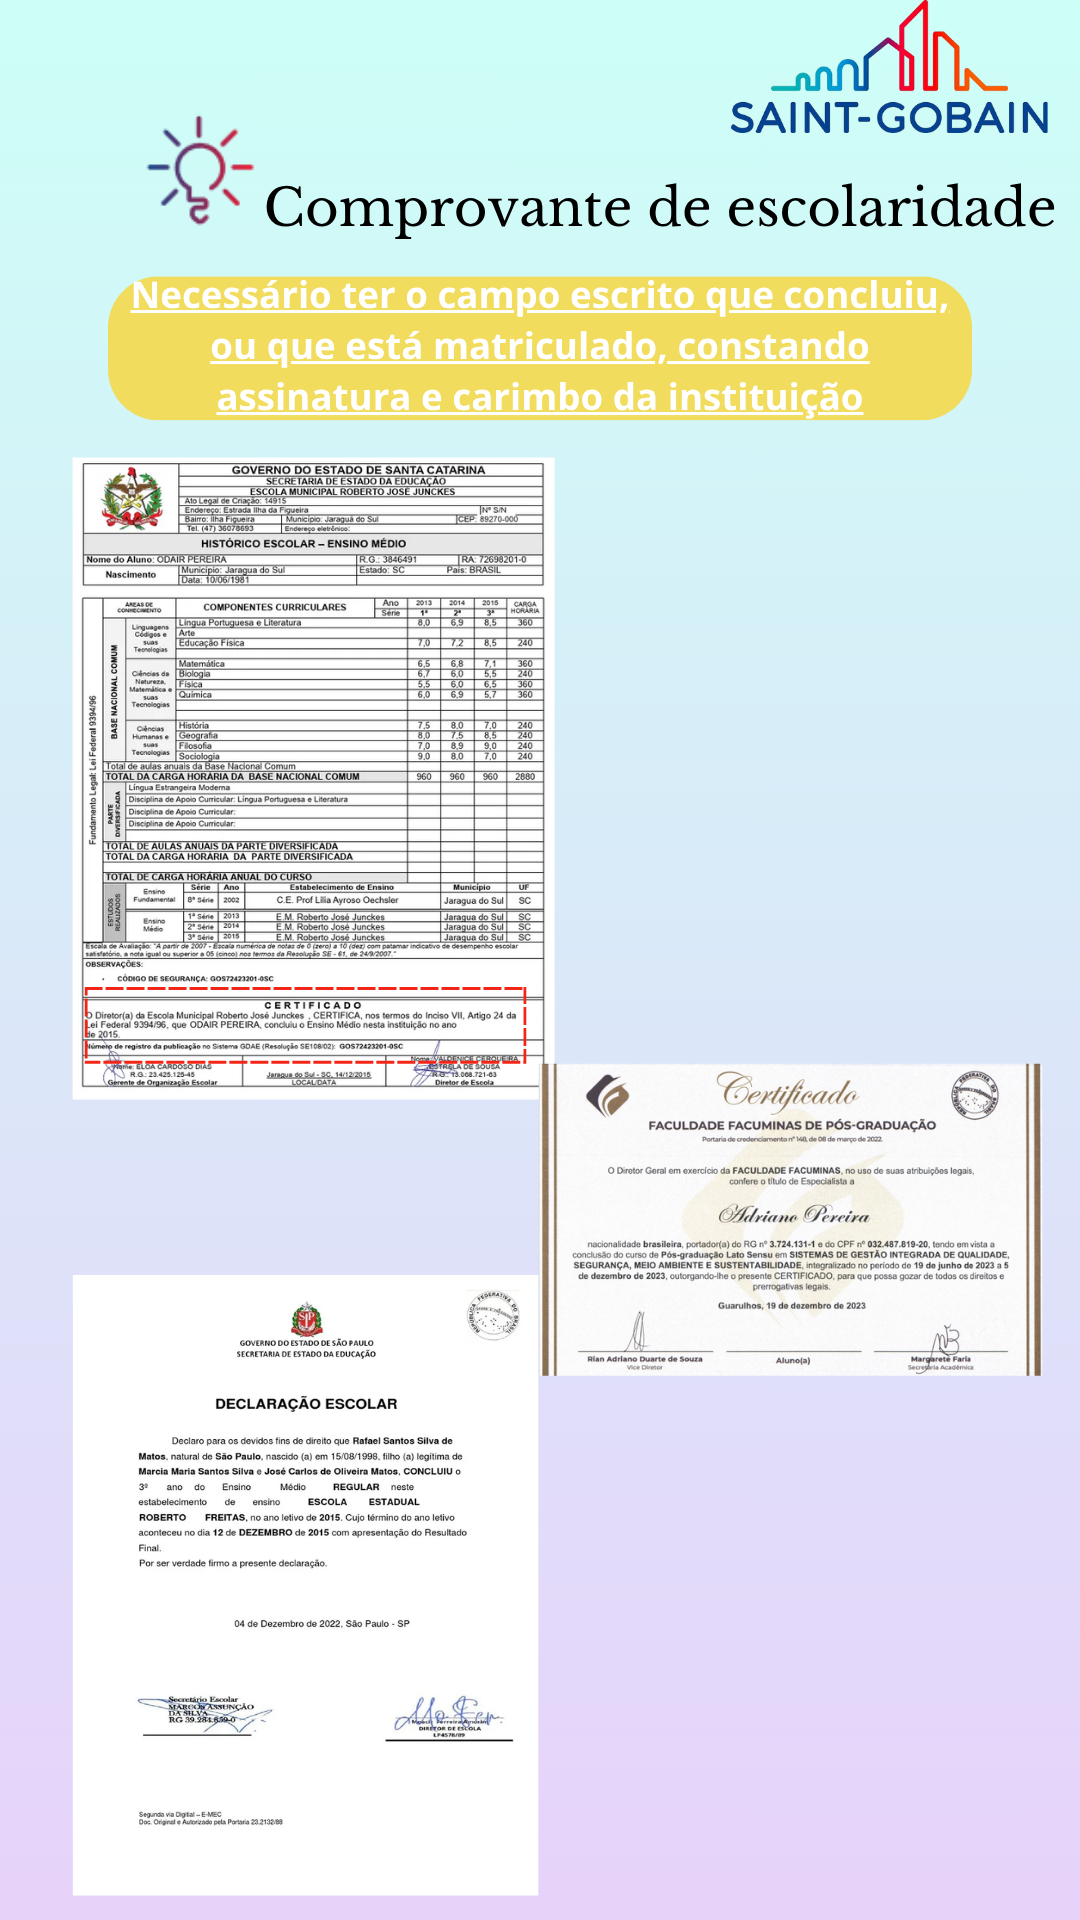 SAINT-GOBAIN
Comprovante de escolaridade
Necessário ter o campo escrito que concluiu,
ou que está matriculado, constando
assinatura e carimbo da instituição
GOVERNO DO ESTADO DE SANTA CATARINA
SECRETARIA DE ESTADO DA EDUCAÇÃO
ESCOLA MUNICIPAL ROBERTO JOSÉ JUNCKES
Ato Legal de Criação: 14915
Endereço: Estrada Ilha da Figueira Nº S/N
Bairro: Ilha Figueira Município: Jaraguá do Sul CEP: 89270-000
Tel. (47) 36078693 Endereço eletrônico:
HISTÓRICO ESCOLAR – ENSINO MÉDIO
Nome do Aluno: ODAIR PEREIRA R.G.: 3846491 RA: 72698201-0
Nascimento Município: Jaragua do Sul Estado: SC País: BRASIL
Data: 10/06/1981
ÁREAS DE CONHECIMENTO COMPONENTES CURRICULARES Ano 2013 2014 2015 CARGA HORÁRIA
Série 1ª 2ª 3ª
Fundamento Legal: Lei Federal 9394/96
BASE NACIONAL COMUM
Linguagens Códigos e suas Tecnologias
Língua Portuguesa e Literatura 8,0 6,9 8,5 360
Arte
Educação Física 7,0 7,2 8,5 240
Ciências da Natureza, Matemática e suas Tecnologias
Matemática 6,5 6,8 7,1 360
Biologia 6,7 6,0 5,5 240
Física 5,5 6,0 6,5 360
Química 6,0 6,9 5,7 360
Ciências Humanas e suas Tecnologias
História 7,5 8,0 7,0 240
Geografia 8,0 7,5 8,5 240
Filosofia 7,0 8,9 9,0 240
Sociologia 9,0 8,0 7,0 240
Total de aulas anuais da Base Nacional Comum
TOTAL DA CARGA HORÁRIA DA BASE NACIONAL COMUM 960 960 960 2880
PARTE DIVERSIFICADA
Língua Estrangeira Moderna
Disciplina de Apoio Curricular: Língua Portuguesa e Literatura
Disciplina de Apoio Curricular:
Disciplina de Apoio Curricular:
TOTAL DE AULAS ANUAIS DA PARTE DIVERSIFICADA
TOTAL DA CARGA HORÁRIA DA PARTE DIVERSIFICADA
TOTAL DE CARGA HORÁRIA ANUAL DO CURSO
ESTUDOS REALIZADOS
Série Ano Estabelecimento de Ensino Município UF
Ensino Fundamental 8ª Série 2002 C.E. Prof Lilia Ayroso Oechsler Jaragua do Sul SC
Ensino Médio
1ª Série 2013 E.M. Roberto José Junckes Jaragua do Sul SC
2ª Série 2014 E.M. Roberto José Junckes Jaragua do Sul SC
3ª Série 2015 E.M. Roberto José Junckes Jaragua do Sul SC
Escala de Avaliação: "A partir de 2007 - Escala numérica de notas de 0 (zero) a 10 (dez) com patamar indicativo de desempenho escolar
satisfatório, a nota igual ou superior a 05 (cinco) nos termos da Resolução SE - 61, de 24/9/2007."
OBSERVAÇÕES:
• CÓDIGO DE SEGURANÇA: GOS72423201-0SC
CERTIFICADO
O Diretor(a) da Escola Municipal Roberto José Junckes , CERTIFICA, nos termos do Inciso VII, Artigo 24 da
Lei Federal 9394/96, que ODAIR PEREIRA, concluiu o Ensino Médio nesta instituição no ano
de 2015.
Número de registro da publicação no Sistema GDAE (Resolução SE108/02): GOS72423201-0SC
Nome: ELOA CARDOSO DIAS
R.G.: 23.425.125-45
Gerente de Organização Escolar
Jaragua do Sul - SC, 14/12/2015
LOCAL/DATA
Nome: VALDENICE CERQUEIRA
ESTRELA DE SOUSA
R.G.: 13.068.721-63
Diretor de Escola
Certificado
REPÚBLICA FEDERATIVA DO BRASIL
FACULDADE FACUMINAS DE PÓS-GRADUAÇÃO
Portaria de credenciamento nº 148, de 08 de março de 2022.
O Diretor Geral em exercício da FACULDADE FACUMINAS, no uso de suas atribuições legais,
confere o título de Especialista a
Adriano Pereira
nacionalidade brasileira, portador(a) do RG nº 3.724.131-1 e do CPF nº 032.487.819-20, tendo em vista a
conclusão do curso de Pós-graduação Lato Sensu em SISTEMAS DE GESTÃO INTEGRADA DE QUALIDADE,
SEGURANÇA, MEIO AMBIENTE E SUSTENTABILIDADE, integralizado no período de 19 de junho de 2023 a 5
de dezembro de 2023, outorgando-lhe o presente CERTIFICADO, para que possa gozar de todos os direitos e
prerrogativas legais.
Guarulhos, 19 de dezembro de 2023
Rian Adriano Duarte de Souza
Vice Diretor
Aluno(a)
Margarete Faria
Secretária Acadêmica
REPÚBLICA FEDERATIVA DO BRASIL
GOVERNO DO ESTADO DE SÃO PAULO
SECRETARIA DE ESTADO DA EDUCAÇÃO
DECLARAÇÃO ESCOLAR
Declaro para os devidos fins de direito que Rafael Santos Silva de
Matos, natural de São Paulo, nascido (a) em 15/08/1998, filho (a) legítima de
Marcia Maria Santos Silva e José Carlos de Oliveira Matos, CONCLUIU o
3º ano do Ensino Médio REGULAR neste
estabelecimento de ensino ESCOLA ESTADUAL
ROBERTO FREITAS, no ano letivo de 2015. Cujo término do ano letivo
aconteceu no dia 12 de DEZEMBRO de 2015 com apresentação do Resultado
Final.
Por ser verdade firmo a presente declaração.
04 de Dezembro de 2022, São Paulo - SP
Secretário Escolar
MARCOS ASSUNÇÃO
DA SILVA
RG 39.284.859-0
DIRETOR DE ESCOLA
LP4578/89
Segunda via Digitial – E-MEC
Doc. Original e Autorizado pela Portaria 23.2132/88